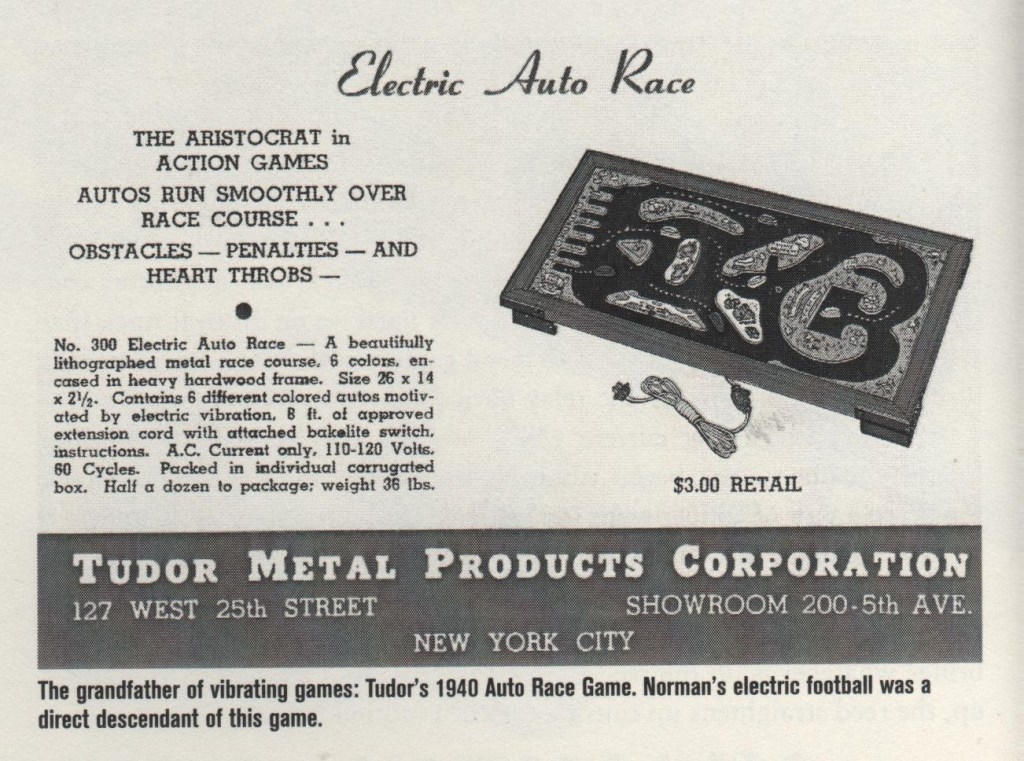 Electric Auto Race
THE ARISTOCRAT in
ACTION GAMES
AUTOS RUN SMOOTHLY OVER
RACE COURSE . . .
OBSTACLES — PENALTIES — AND
HEART THROBS —
●
No. 300 Electric Auto Race — A beautifully
lithographed metal race course, 6 colors, en-
cased in heavy hardwood frame. Size 26 x 14
x 2½. Contains 6 different colored autos motiv-
ated by electric vibration, 8 ft. of approved
extension cord with attached bakelite switch,
instructions. A.C. Current only, 110-120 Volts,
60 Cycles. Packed in individual corrugated
box. Half a dozen to package; weight 36 lbs.
$3.00 RETAIL
TUDOR METAL PRODUCTS CORPORATION
127 WEST 25th STREET
SHOWROOM 200-5th AVE.
NEW YORK CITY
The grandfather of vibrating games: Tudor's 1940 Auto Race Game. Norman's electric football was a
direct descendant of this game.